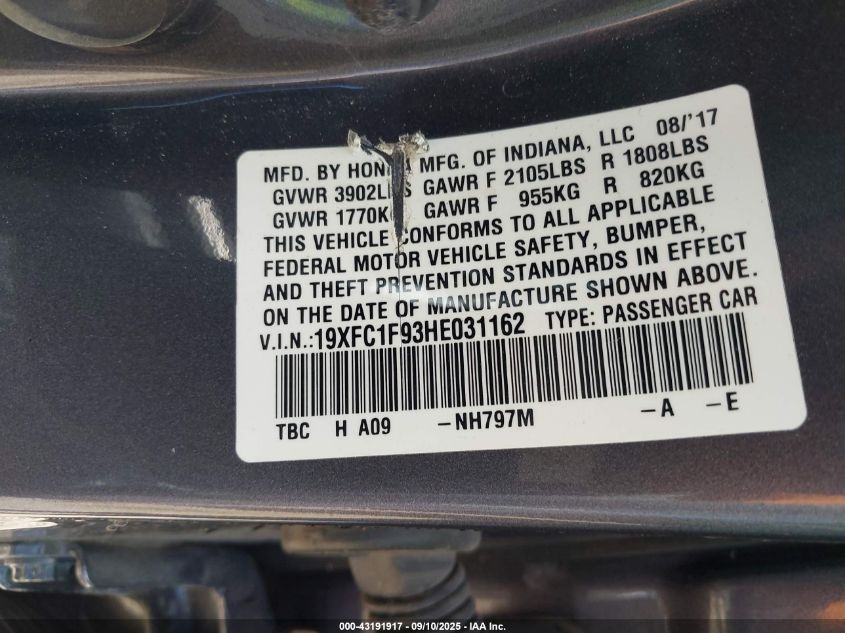 MFD. BY HONDA MFG. OF INDIANA, LLC 08/'17
GVWR 3902LBS GAWR F 2105LBS R 1808LBS
GVWR 1770KG GAWR F 955KG R 820KG
THIS VEHICLE CONFORMS TO ALL APPLICABLE
FEDERAL MOTOR VEHICLE SAFETY, BUMPER,
AND THEFT PREVENTION STANDARDS IN EFFECT
ON THE DATE OF MANUFACTURE SHOWN ABOVE.
V.I.N.:19XFC1F93HE031162 TYPE: PASSENGER CAR
TBC H A09 -NH797M -A -E
000-43191917 - 09/10/2025 - IAA Inc.